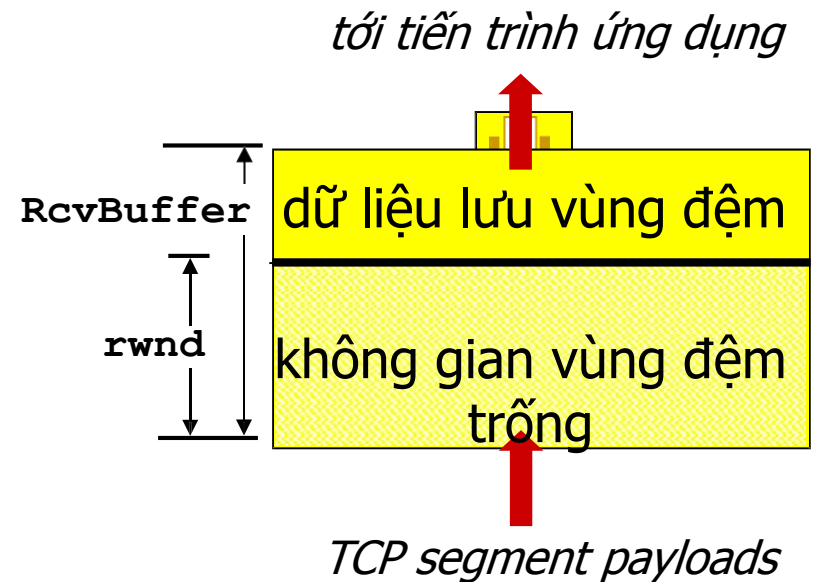 tới tiến trình ứng dụng
RcvBuffer
dữ liệu lưu vùng đệm
rwnd
không gian vùng đệm
trống
TCP segment payloads